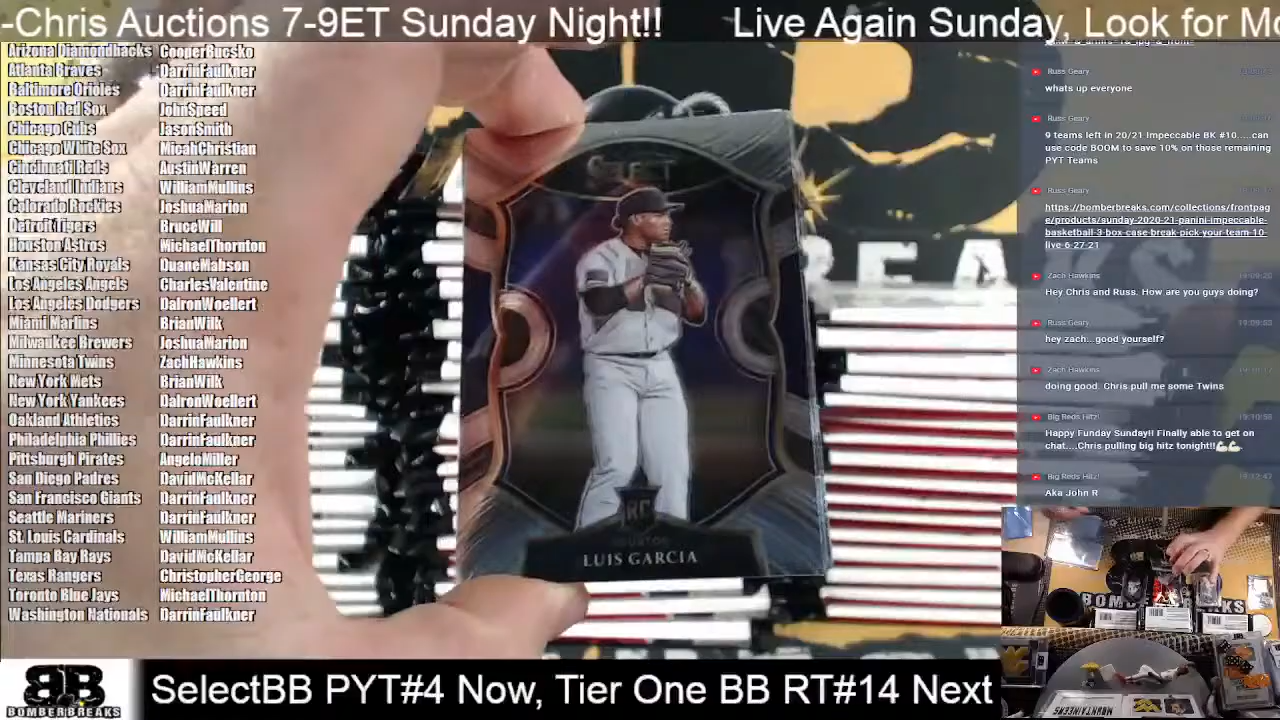 -Chris Auctions 7-9ET Sunday Night!! Live Again Sunday, Look for Mo
Arizona Diamondbacks CooperBucsko
Atlanta Braves DarrinFaulkner
Baltimore Orioles DarrinFaulkner
Boston Red Sox JohnSpeed
Chicago Cubs JasonSmith
Chicago White Sox MicahChristian
Cincinnati Reds AustinWarren
Cleveland Indians WilliamMullins
Colorado Rockies JoshuaMarion
Detroit Tigers BruceWill
Houston Astros MichaelThornton
Kansas City Royals DuaneMabson
Los Angeles Angels CharlesValentine
Los Angeles Dodgers DalronWoellert
Miami Marlins BrianWilk
Milwaukee Brewers JoshuaMarion
Minnesota Twins ZachHawkins
New York Mets BrianWilk
New York Yankees DalronWoellert
Oakland Athletics DarrinFaulkner
Philadelphia Phillies DarrinFaulkner
Pittsburgh Pirates AngeloMiller
San Diego Padres DavidMcKellar
San Francisco Giants DarrinFaulkner
Seattle Mariners DarrinFaulkner
St. Louis Cardinals WilliamMullins
Tampa Bay Rays DavidMcKellar
Texas Rangers ChristopherGeorge
Toronto Blue Jays MichaelThornton
Washington Nationals DarrinFaulkner
SELECT
RC
HOUSTON
LUIS GARCIA
REAKS
Russ Geary
whats up everyone
Russ Geary
9 teams left in 20/21 Impeccable BK #10.....can
use code BOOM to save 10% on those remaining
PYT Teams
Russ Geary
https://bomberbreaks.com/collections/frontpag
e/products/sunday-2020-21-panini-impeccable-
basketball-3-box-case-break-pick-your-team-10-
live-6-27-21
Zach Hawkins
Hey Chris and Russ. How are you guys doing?
Russ Geary
hey zach...good yourself?
Zach Hawkins
doing good. Chris pull me some Twins
Big Reds Hitz!
Happy Funday Sunday!! Finally able to get on
chat....Chris pulling big hitz tonight!!💪💪
Big Reds Hitz!
Aka John R
BOMBERBREAKS
MOUNTAINEERS
BB
BOMBERBREAKS
SelectBB PYT#4 Now, Tier One BB RT#14 Next